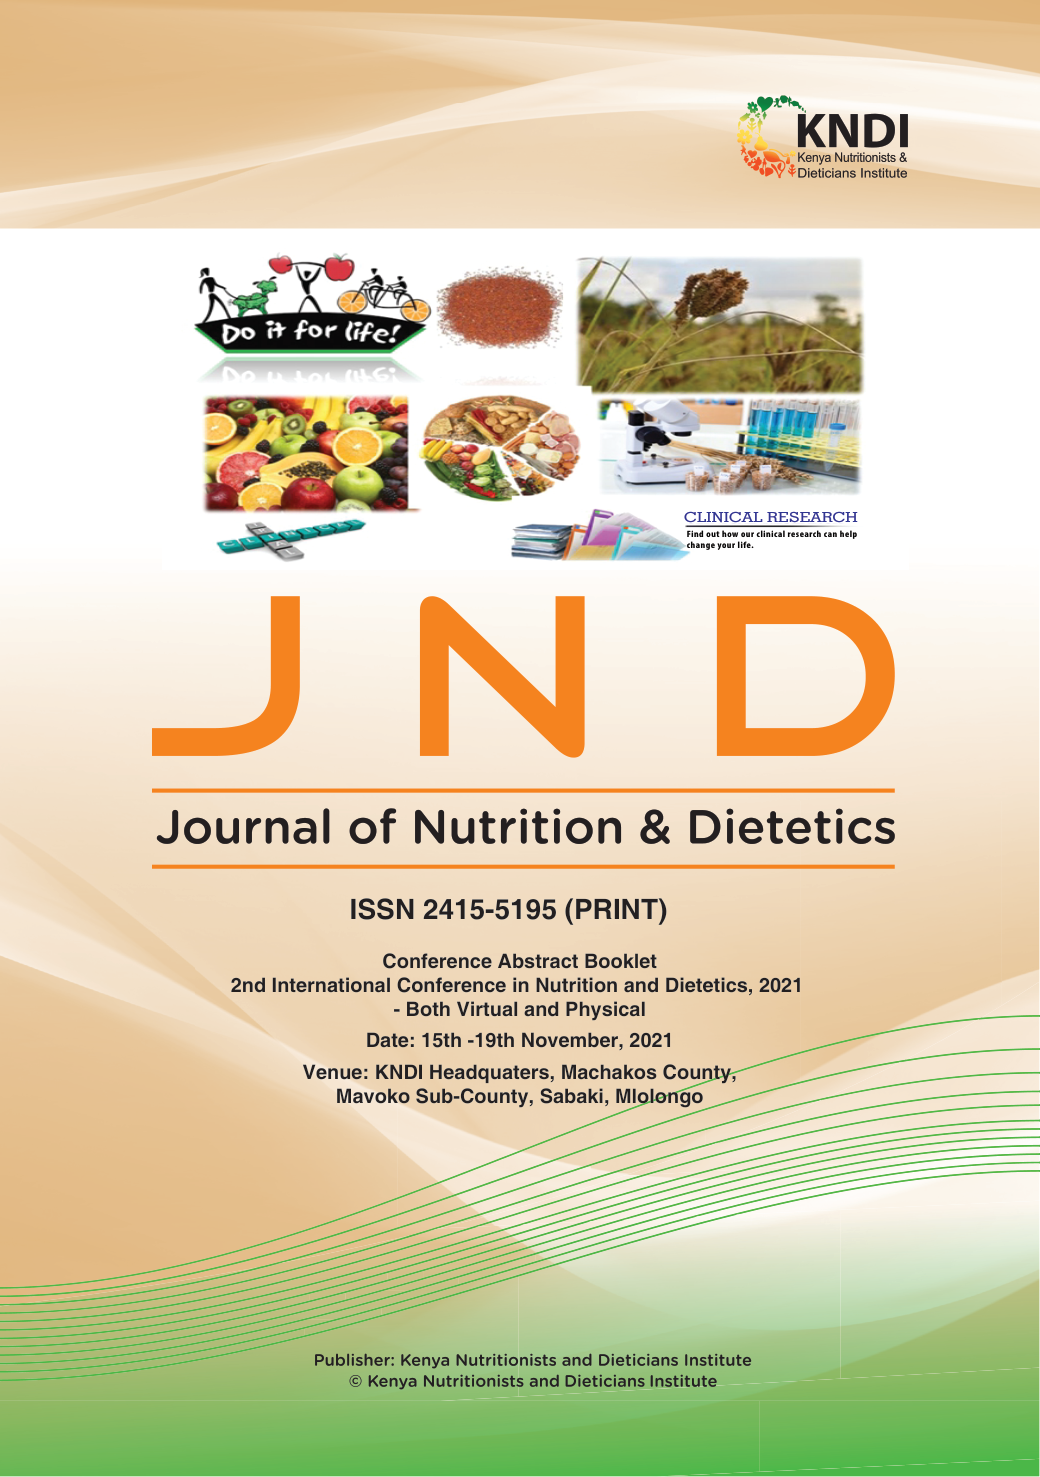 KNDI
Kenya Nutritionists &
Dieticians Institute
Do it for life!
CLINICAL RESEARCH
Find out how our clinical research can help
change your life.
JND
Journal of Nutrition & Dietetics
ISSN 2415-5195 (PRINT)
Conference Abstract Booklet
2nd International Conference in Nutrition and Dietetics, 2021
- Both Virtual and Physical
Date: 15th -19th November, 2021
Venue: KNDI Headquaters, Machakos County,
Mavoko Sub-County, Sabaki, Mlolongo
Publisher: Kenya Nutritionists and Dieticians Institute
© Kenya Nutritionists and Dieticians Institute